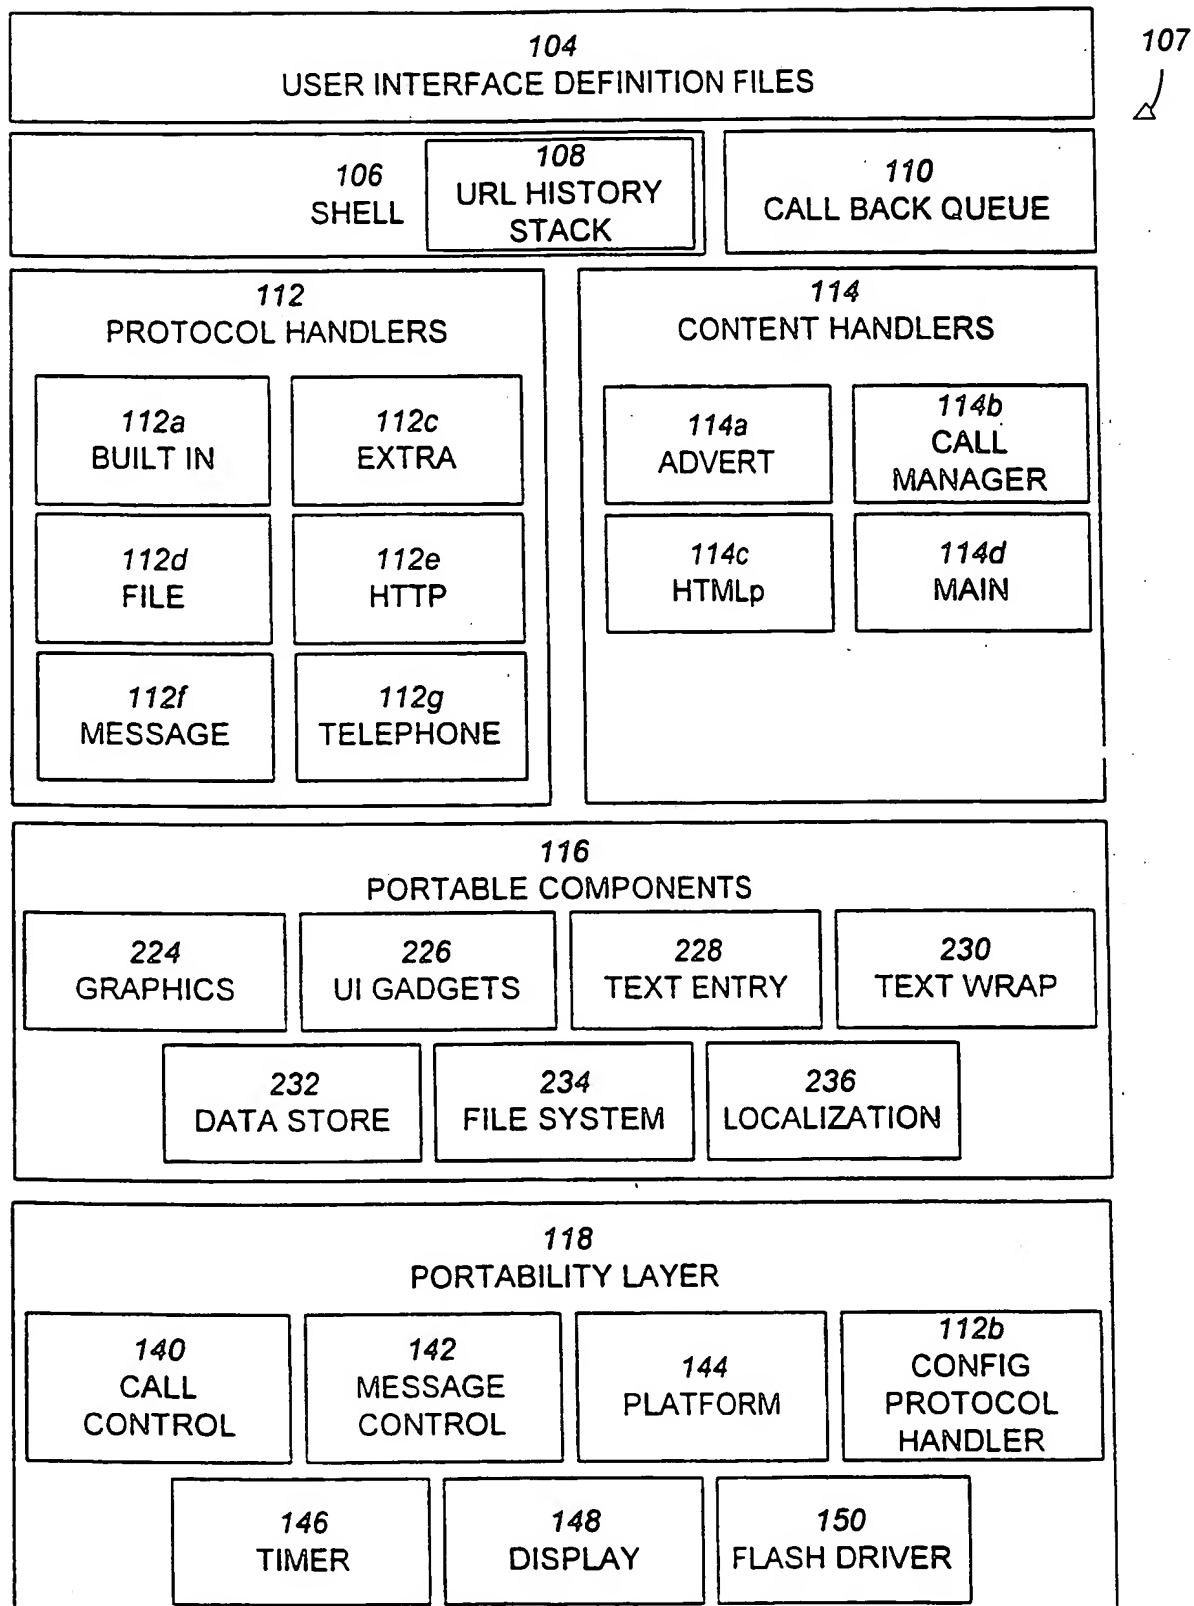 104
USER INTERFACE DEFINITION FILES
107
106
SHELL
108
URL HISTORY
STACK
110
CALL BACK QUEUE
112
PROTOCOL HANDLERS
112a
BUILT IN
112c
EXTRA
112d
FILE
112e
HTTP
112f
MESSAGE
112g
TELEPHONE
114
CONTENT HANDLERS
114a
ADVERT
114b
CALL
MANAGER
114c
HTMLp
114d
MAIN
116
PORTABLE COMPONENTS
224
GRAPHICS
226
UI GADGETS
228
TEXT ENTRY
230
TEXT WRAP
232
DATA STORE
234
FILE SYSTEM
236
LOCALIZATION
118
PORTABILITY LAYER
140
CALL
CONTROL
142
MESSAGE
CONTROL
144
PLATFORM
112b
CONFIG
PROTOCOL
HANDLER
146
TIMER
148
DISPLAY
150
FLASH DRIVER